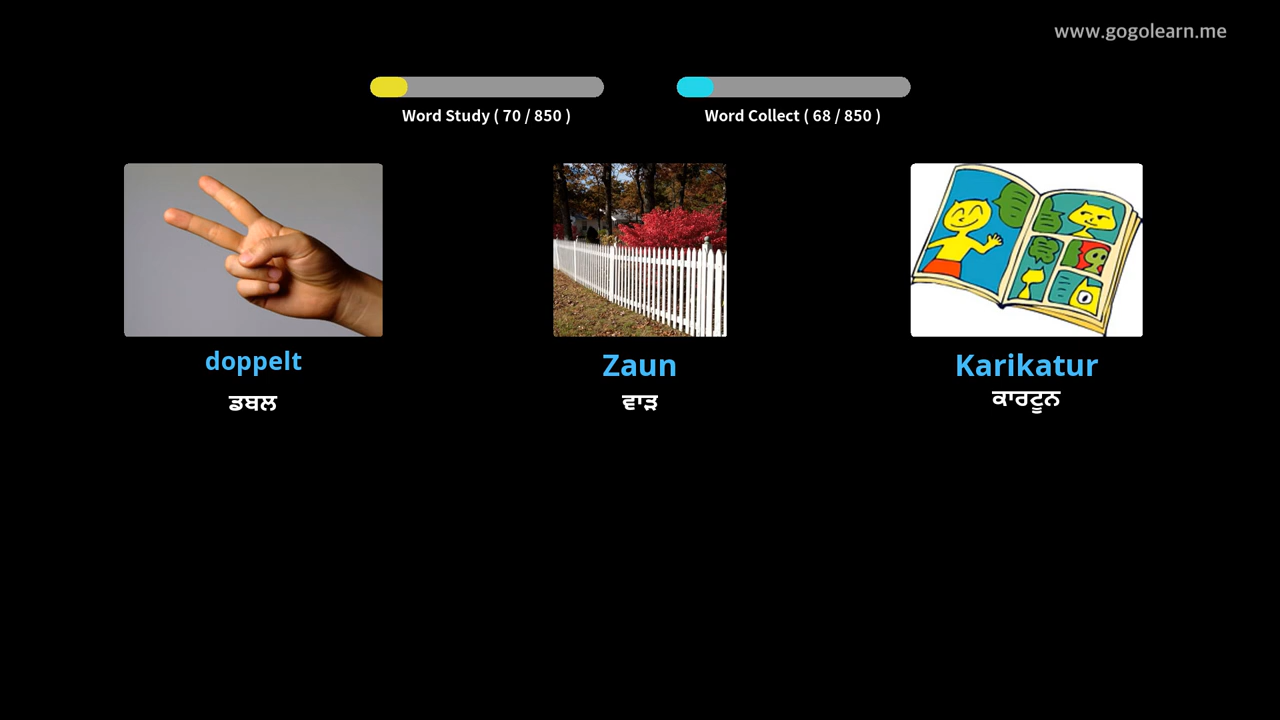 www.gogolearn.me
Word Study ( 70 / 850 )
Word Collect ( 68 / 850 )
doppelt
Zaun
Karikatur
ਡਬਲ
ਵਾੜ
ਕਾਰਟੂਨ